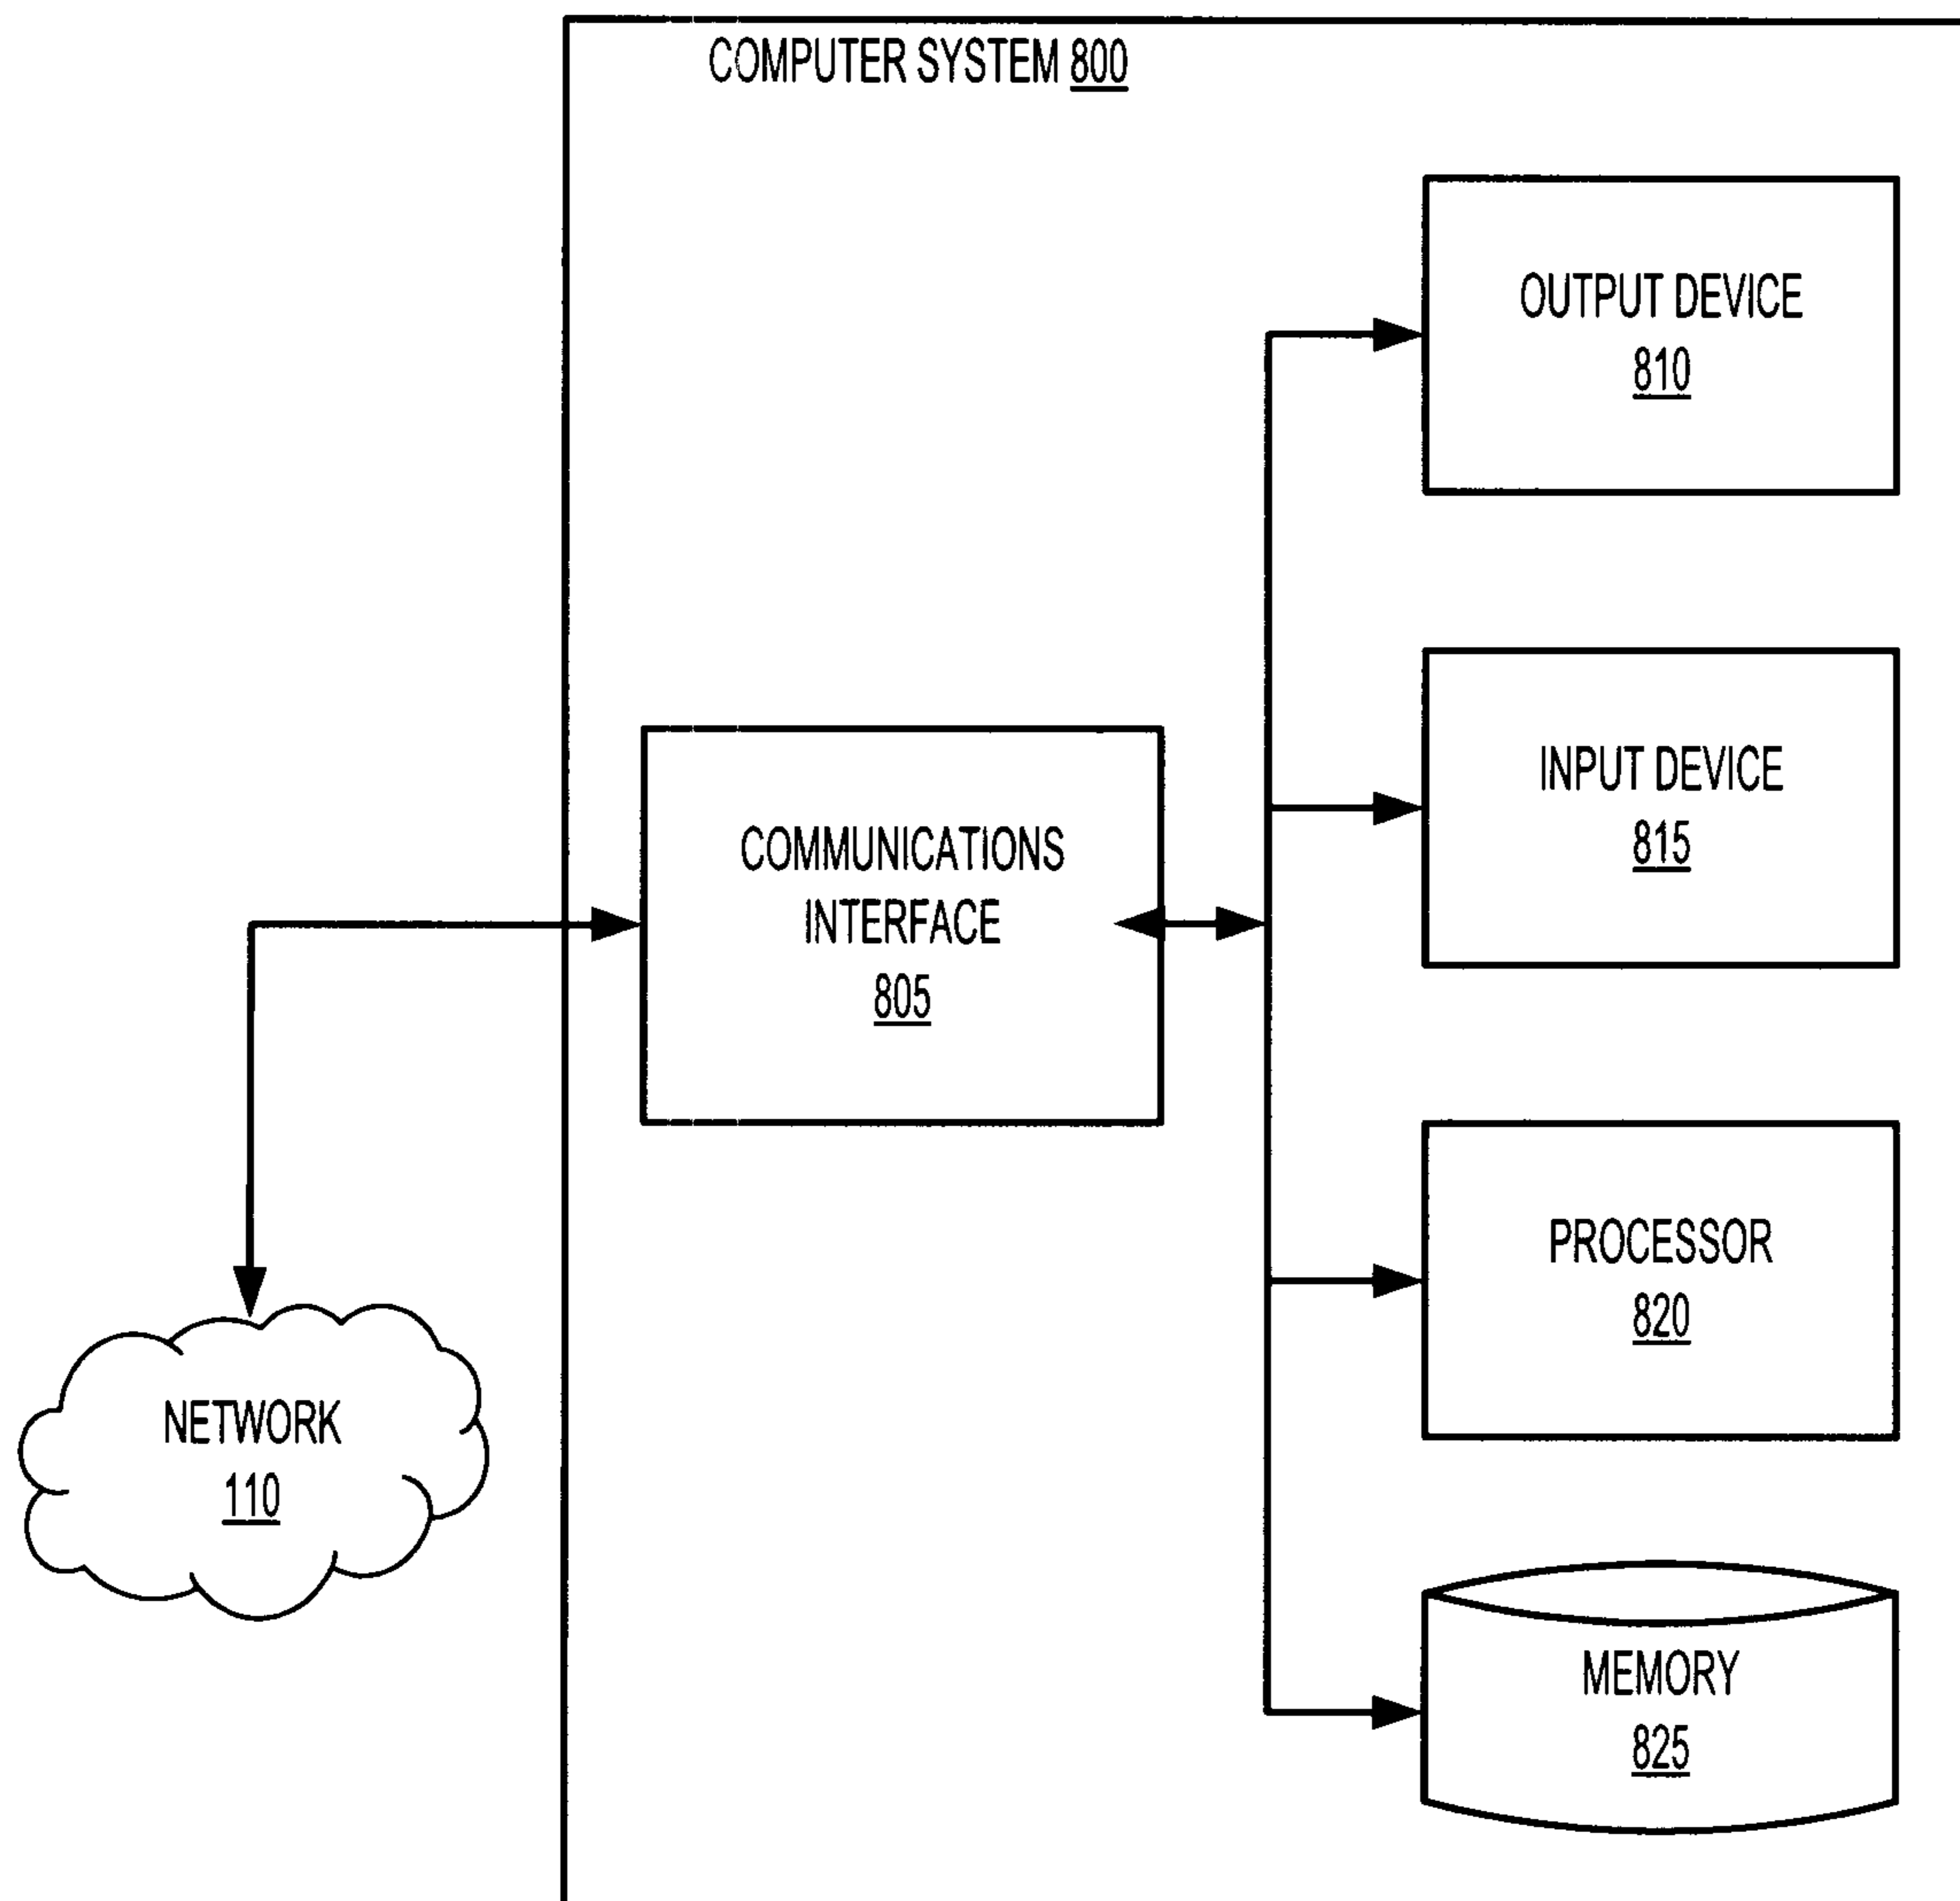 COMPUTER SYSTEM 800
OUTPUT DEVICE
810
INPUT DEVICE
815
COMMUNICATIONS
INTERFACE
805
PROCESSOR
820
NETWORK
110
MEMORY
825